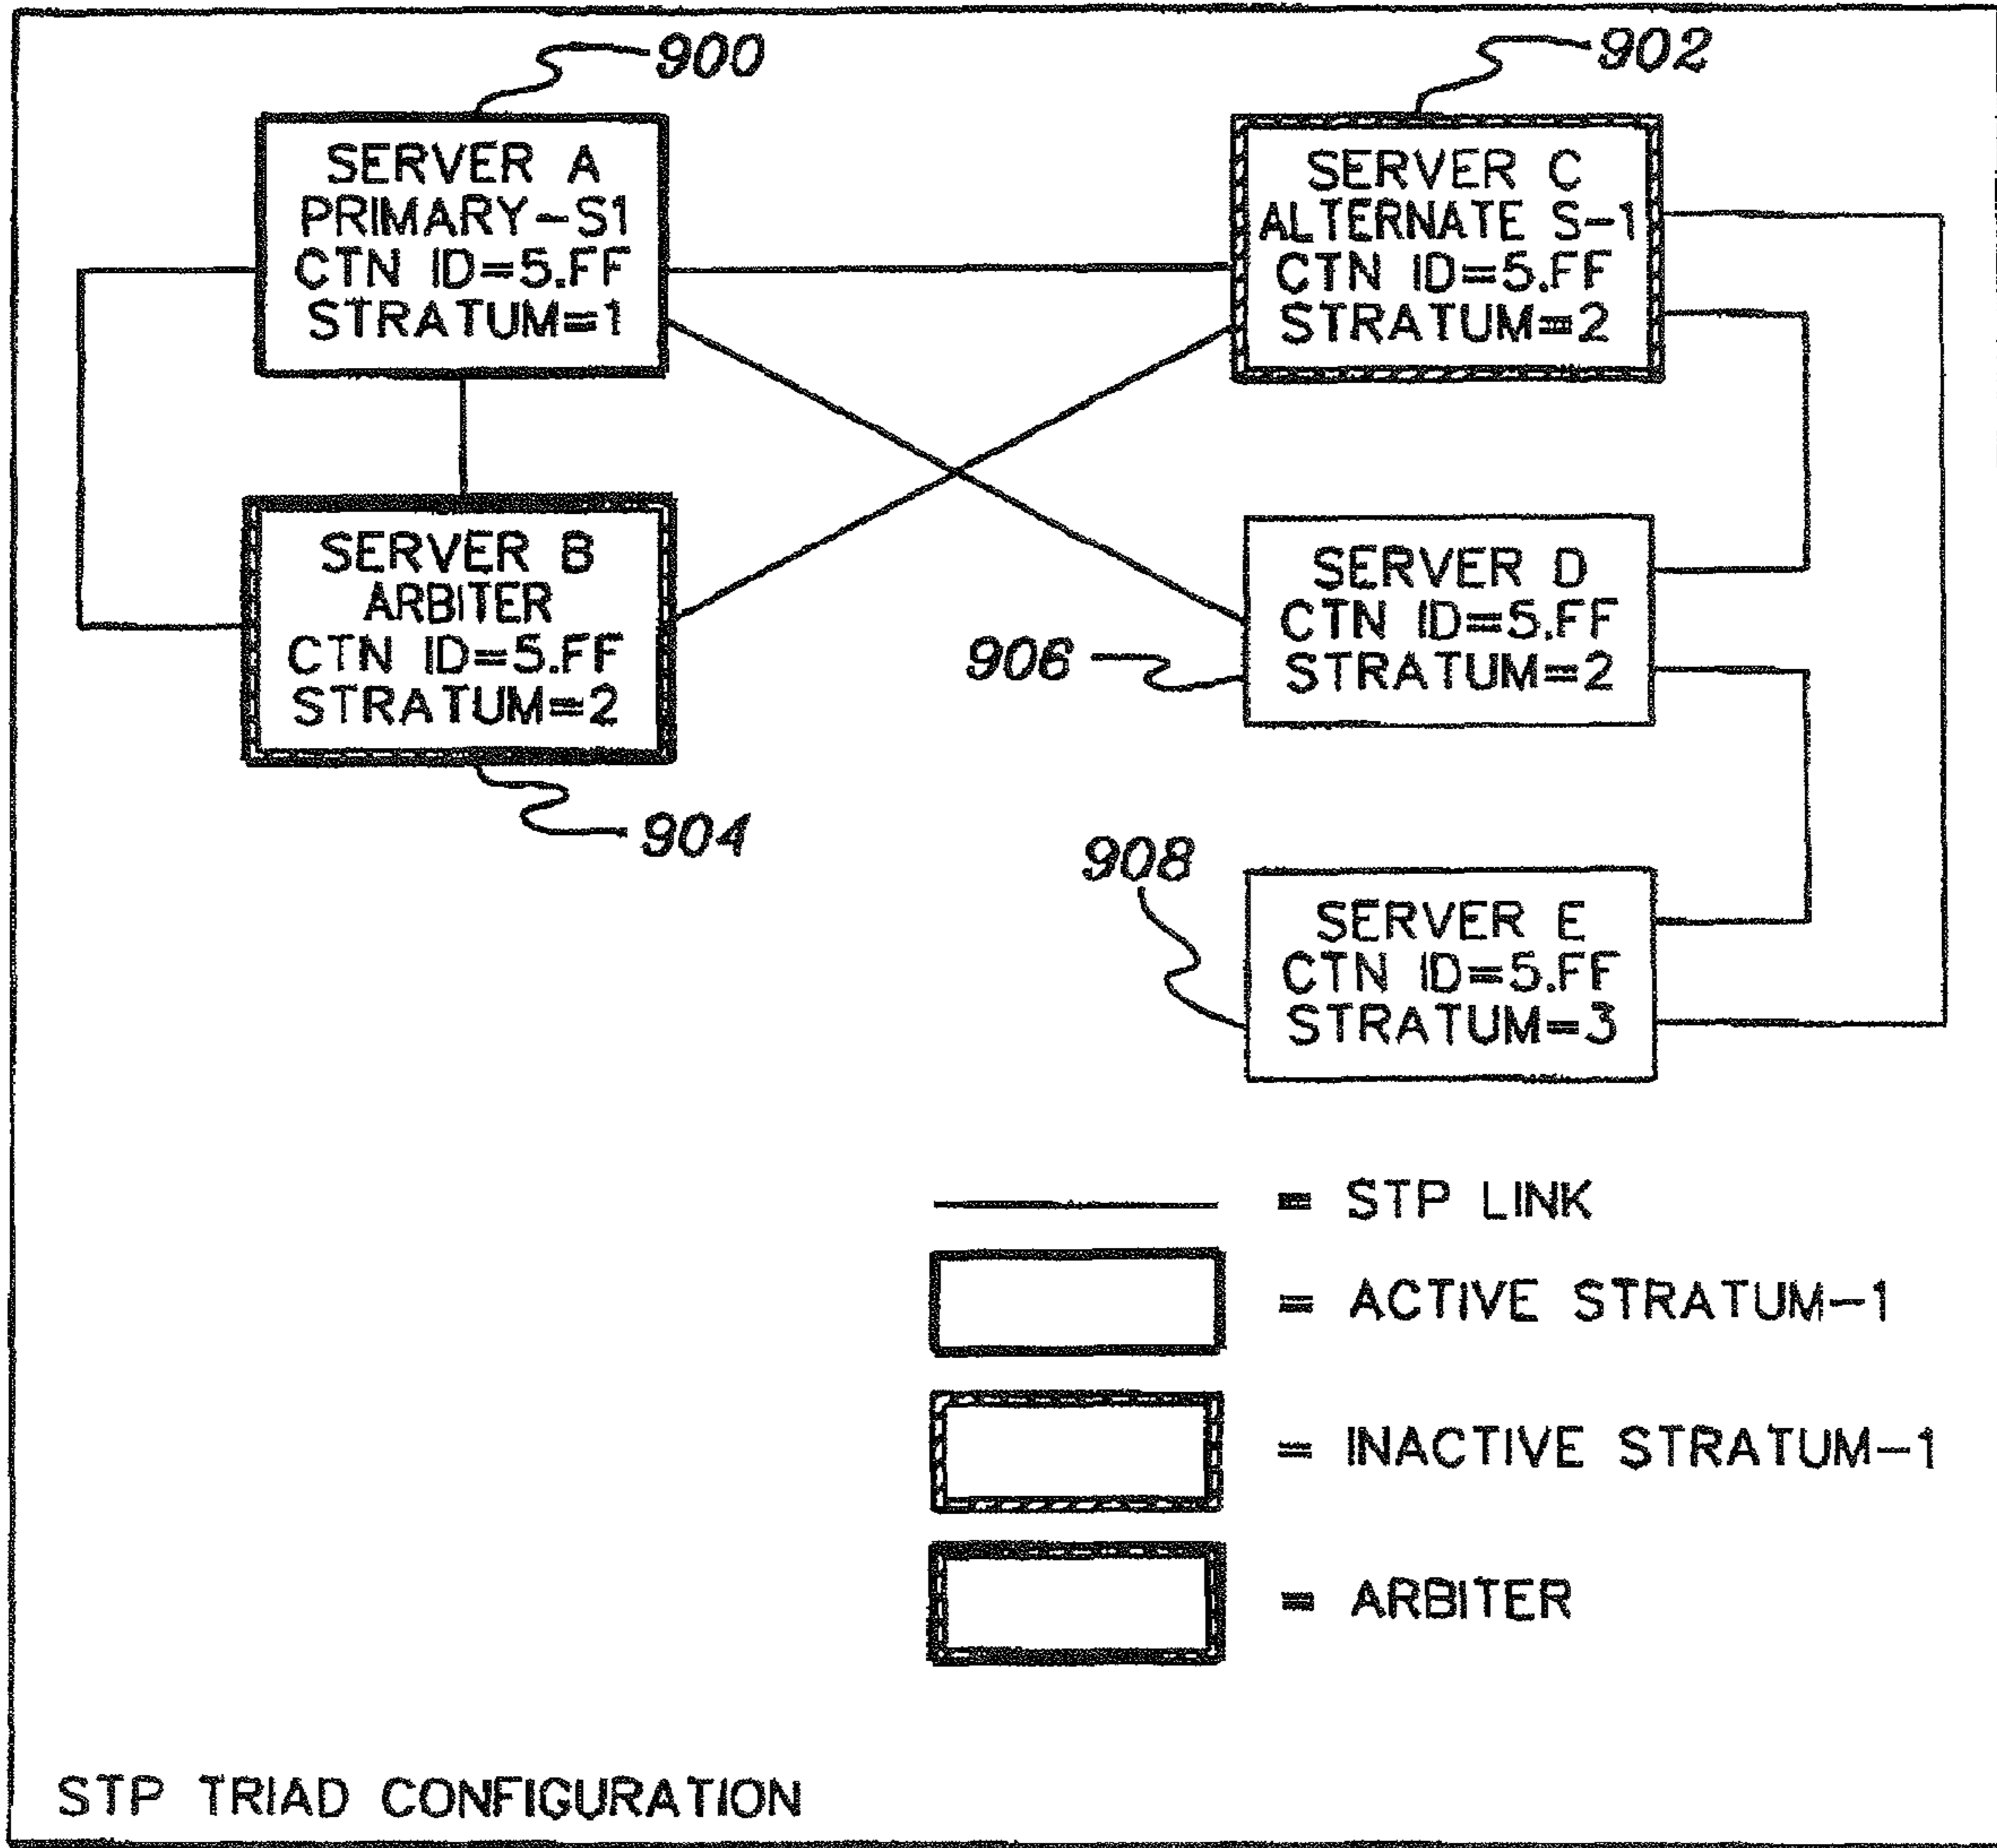 900
902
SERVER A
PRIMARY-S1
CTN ID=5.FF
STRATUM=1
SERVER C
ALTERNATE S-1
CTN ID=5.FF
STRATUM=2
SERVER B
ARBITER
CTN ID=5.FF
STRATUM=2
904
SERVER D
CTN ID=5.FF
STRATUM=2
906
908
SERVER E
CTN ID=5.FF
STRATUM=3
= STP LINK
= ACTIVE STRATUM-1
= INACTIVE STRATUM-1
= ARBITER
STP TRIAD CONFIGURATION